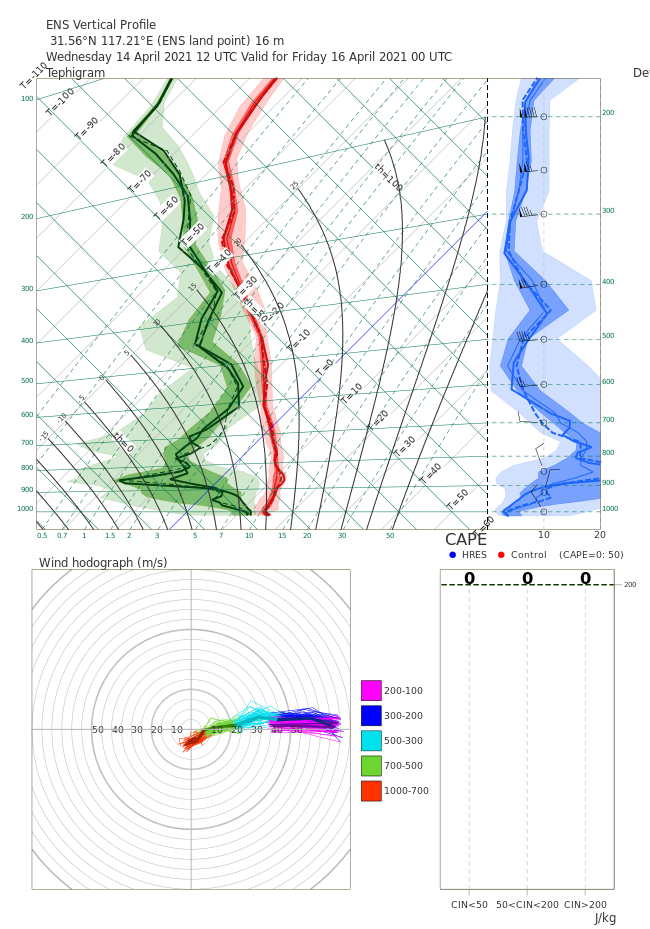 ENS Vertical Profile
31.56°N 117.21°E (ENS land point) 16 m
Wednesday 14 April 2021 12 UTC Valid for Friday 16 April 2021 00 UTC
Tephigram
De
T=-110
T=-100
T=-90
T=-80
T=-70
T=-60
T=-50
T=-40
T=-30
T=-20
T=-10
T=0
T=10
T=20
T=30
T=40
T=50
T=60
th=100
th=50
th=0
25
20
15
10
5
0
-5
-10
-15
100
200
300
400
500
600
700
800
900
1000
200
300
400
500
600
700
800
900
1000
0.5 0.7 1 1.5 2 3 5 7 10 15 20 30 50
10 20
CAPE
HRES Control (CAPE=0: 50)
Wind hodograph (m/s)
50 40 30 20 10 10 20 30 40 50
200-100
300-200
500-300
700-500
1000-700
0 0 0
200
CIN<50 50<CIN<200 CIN>200
J/kg